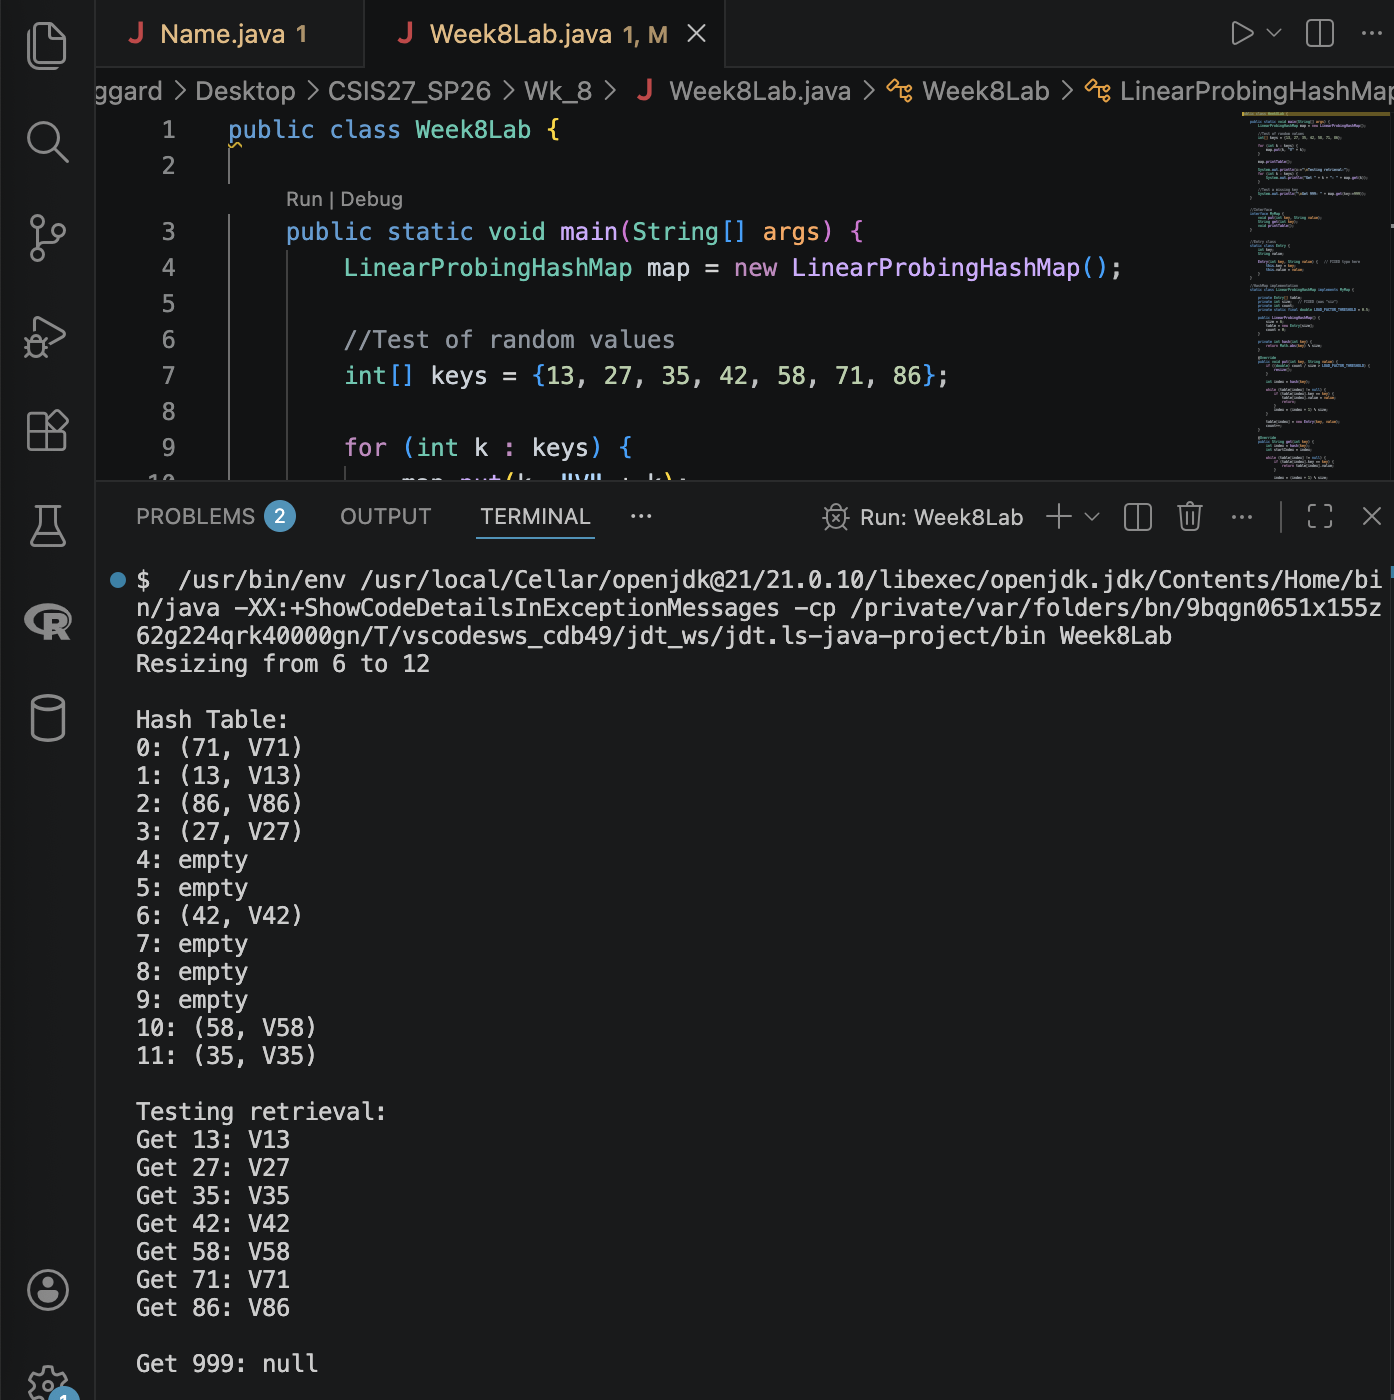 Name.java 1
Week8Lab.java 1, M
ggard > Desktop > CSIS27_SP26 > Wk_8 > Week8Lab.java > Week8Lab > LinearProbingHashMap
1 public class Week8Lab {
2
Run | Debug
3 public static void main(String[] args) {
4 LinearProbingHashMap map = new LinearProbingHashMap();
5
6 //Test of random values
7 int[] keys = {13, 27, 35, 42, 58, 71, 86};
8
9 for (int k : keys) {
10 map.put(k, "V" + k);
PROBLEMS 2 OUTPUT TERMINAL ... Run: Week8Lab
$ /usr/bin/env /usr/local/Cellar/openjdk@21/21.0.10/libexec/openjdk.jdk/Contents/Home/bi
n/java -XX:+ShowCodeDetailsInExceptionMessages -cp /private/var/folders/bn/9bqgn0651x155z
62g224qrk40000gn/T/vscodesws_cdb49/jdt_ws/jdt.ls-java-project/bin Week8Lab
Resizing from 6 to 12
Hash Table:
0: (71, V71)
1: (13, V13)
2: (86, V86)
3: (27, V27)
4: empty
5: empty
6: (42, V42)
7: empty
8: empty
9: empty
10: (58, V58)
11: (35, V35)
Testing retrieval:
Get 13: V13
Get 27: V27
Get 35: V35
Get 42: V42
Get 58: V58
Get 71: V71
Get 86: V86
Get 999: null
1